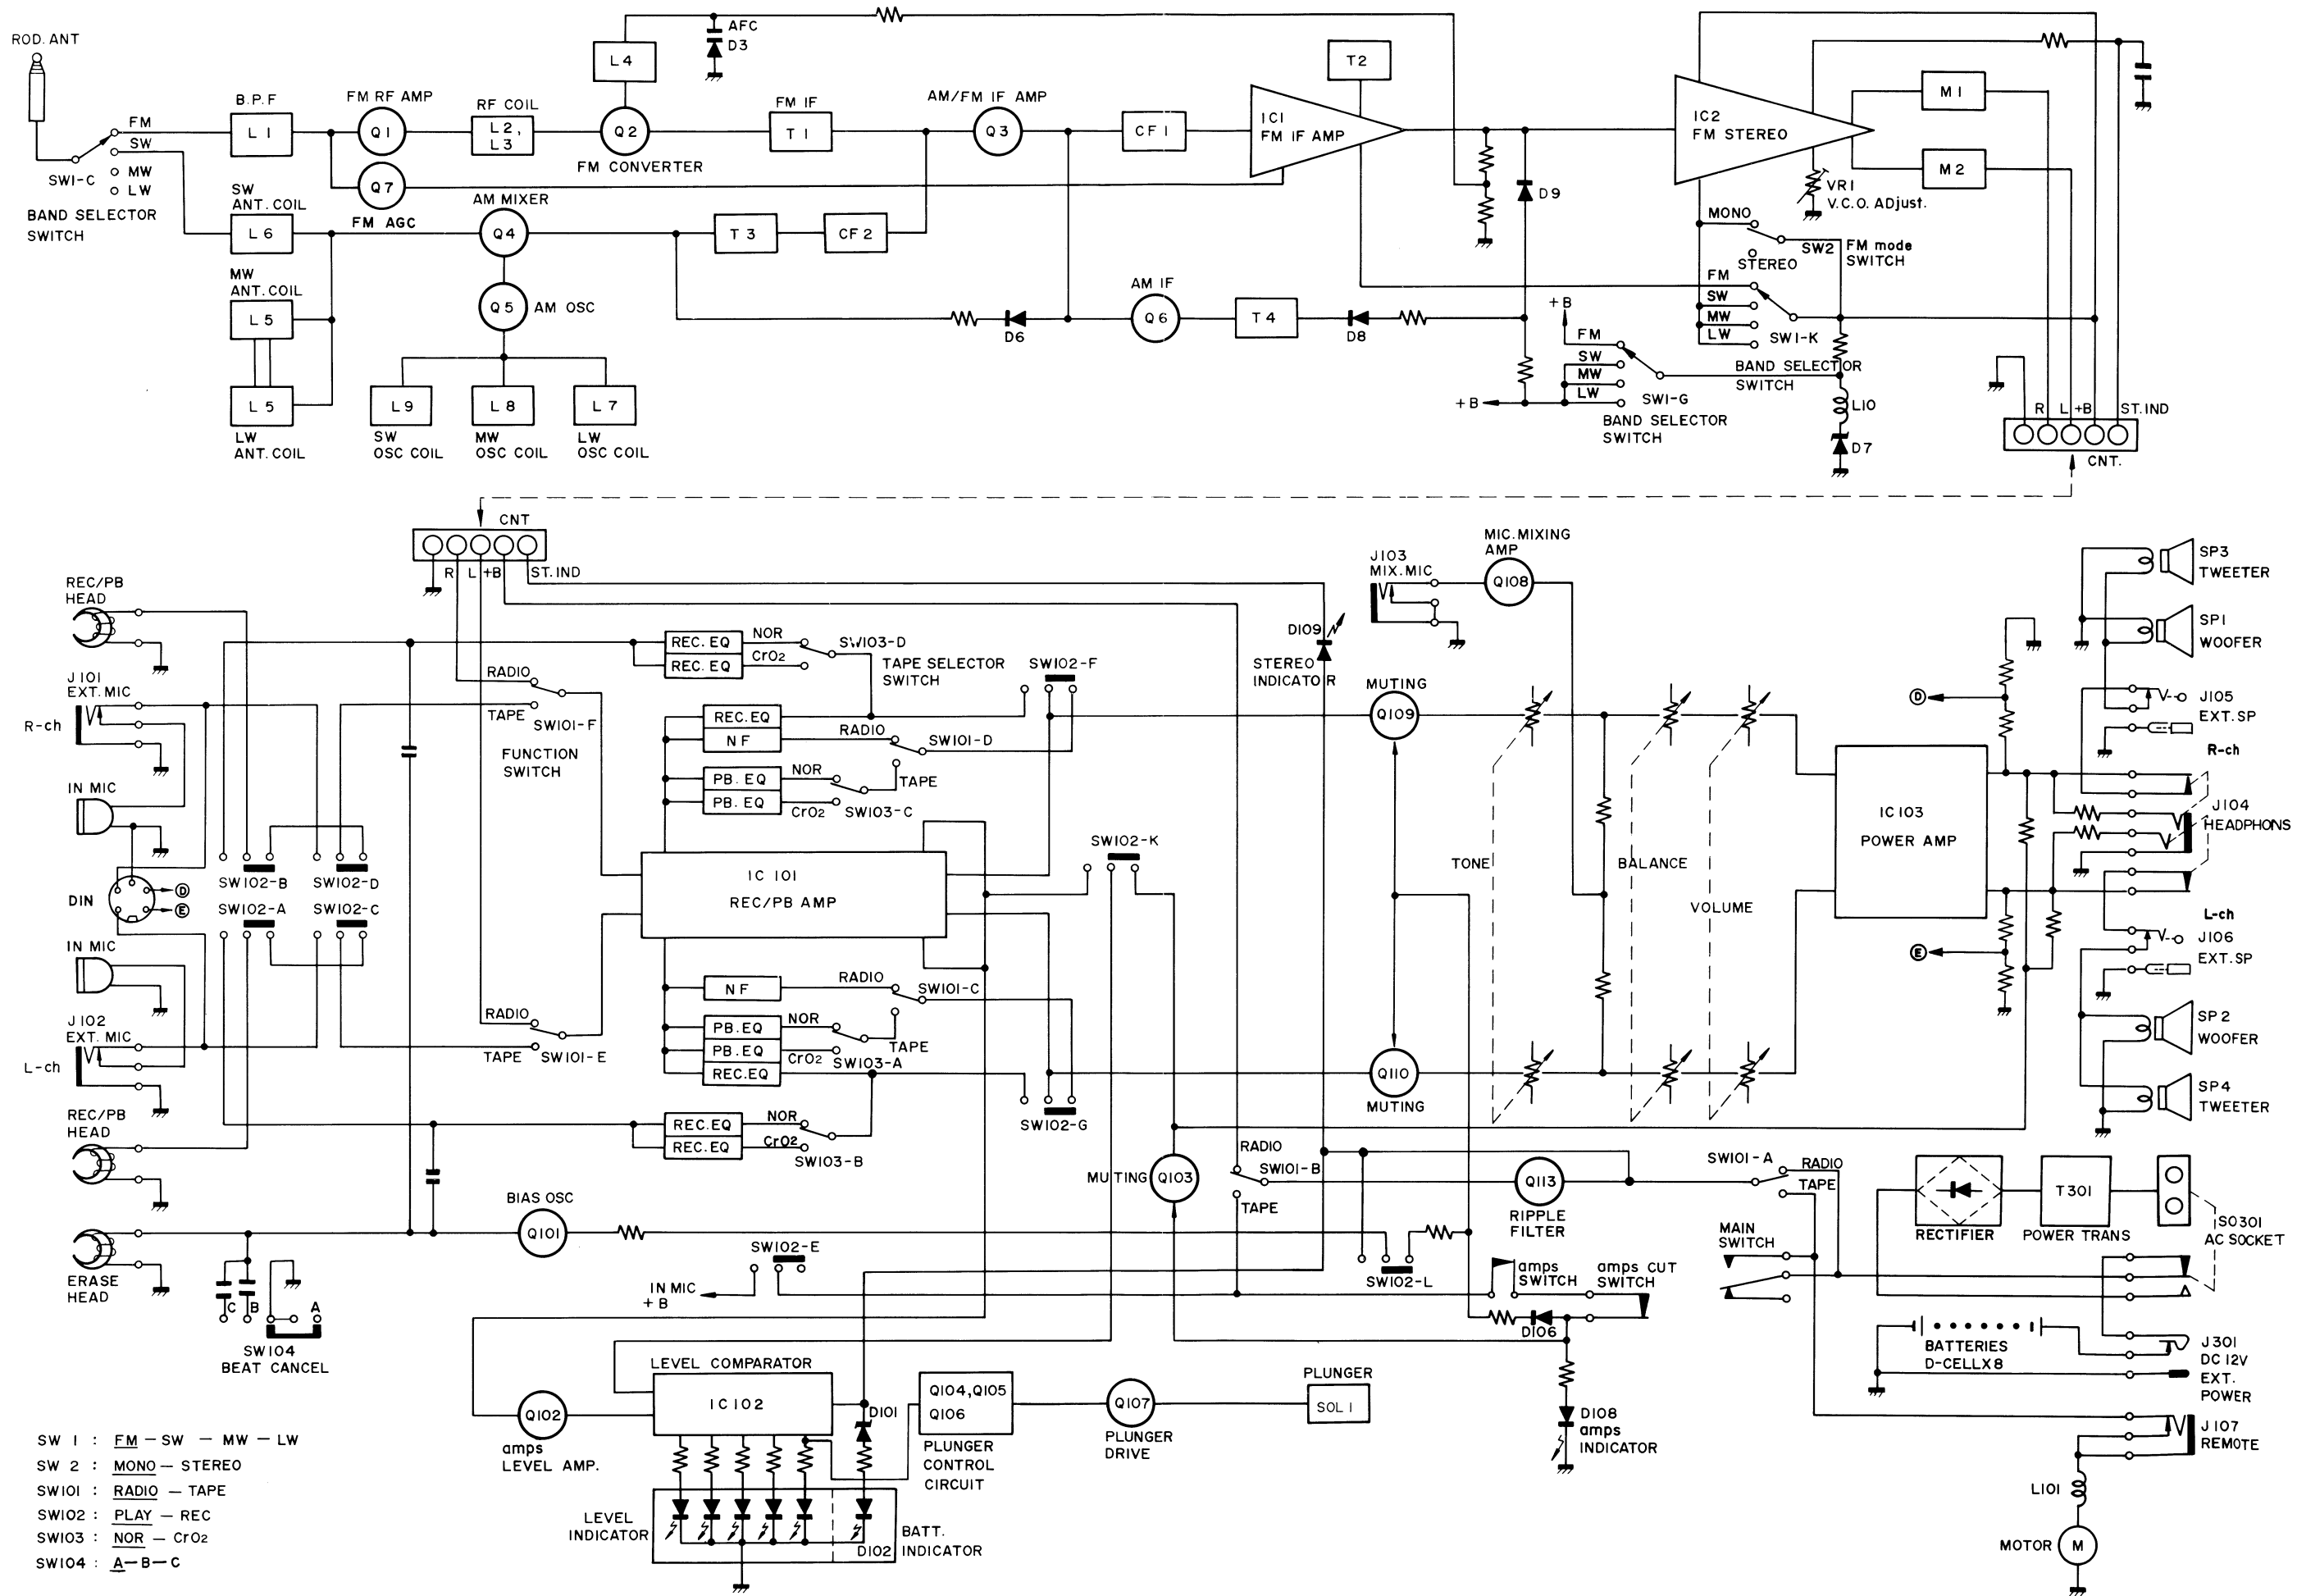 ROD. ANT
FM
SW
MW
LW
SW1-C
BAND SELECTOR
SWITCH
B.P.F
L 1
FM RF AMP
Q1
RF COIL
L2,
L3
L4
AFC
D3
Q2
FM CONVERTER
FM IF
T1
AM/FM IF AMP
Q3
CF1
T2
IC1
FM IF AMP
IC2
FM STEREO
M1
M2
VR1
V.C.O. ADjust.
Q7
FM AGC
SW
ANT. COIL
L6
AM MIXER
Q4
T3
CF2
D9
MONO
STEREO
SW2
FM mode
SWITCH
MW
ANT. COIL
L5
Q5
AM OSC
D6
AM IF
Q6
T4
D8
+B
FM
SW
MW
LW
SW1-G
BAND SELECTOR
SWITCH
+B
FM
SW
MW
LW
SW1-K
BAND SELECTOR
SWITCH
L10
D7
L5
LW
ANT. COIL
L9
SW
OSC COIL
L8
MW
OSC COIL
L7
LW
OSC COIL
R L +B ST. IND
CNT.
CNT
R L +B ST. IND
REC/PB
HEAD
J101
EXT. MIC
R-ch
IN MIC
DIN
D
E
IN MIC
J102
EXT. MIC
L-ch
REC/PB
HEAD
ERASE
HEAD
SW102-B
SW102-D
SW102-A
SW102-C
RADIO
TAPE
SW101-F
FUNCTION
SWITCH
REC. EQ
REC. EQ
NOR
CrO2
SW103-D
TAPE SELECTOR
SWITCH
SW102-F
REC. EQ
NF
RADIO
SW101-D
TAPE
PB. EQ
PB. EQ
NOR
CrO2
SW103-C
IC 101
REC/PB AMP
SW102-K
NF
RADIO
SW101-C
TAPE
PB. EQ
PB. EQ
REC. EQ
NOR
CrO2
SW103-A
RADIO
TAPE
SW101-E
REC. EQ
REC. EQ
NOR
CrO2
SW103-B
SW102-G
D109
STEREO
INDICATOR
J103
MIX. MIC
MIC. MIXING
AMP
Q108
MUTING
Q109
TONE
BALANCE
VOLUME
Q110
MUTING
IC103
POWER AMP
D
E
SP3
TWEETER
SP1
WOOFER
J105
EXT. SP
R-ch
J104
HEADPHONS
L-ch
J106
EXT. SP
SP2
WOOFER
SP4
TWEETER
MUTING
Q103
RADIO
SW101-B
TAPE
Q113
RIPPLE
FILTER
SW101-A
RADIO
TAPE
MAIN
SWITCH
RECTIFIER
T301
POWER TRANS
SO301
AC SOCKET
BATTERIES
D-CELLX8
J301
DC 12V
EXT.
POWER
J107
REMOTE
L101
MOTOR
M
BIAS OSC
Q101
SW102-E
IN MIC
+B
SW102-L
amps
SWITCH
amps CUT
SWITCH
D106
D108
amps
INDICATOR
C B A
SW104
BEAT CANCEL
Q102
amps
LEVEL AMP.
LEVEL COMPARATOR
IC102
D101
Q104,Q105
Q106
PLUNGER
CONTROL
CIRCUIT
Q107
PLUNGER
DRIVE
PLUNGER
SOL 1
LEVEL
INDICATOR
D102
BATT.
INDICATOR
SW 1 : FM — SW — MW — LW
SW 2 : MONO — STEREO
SW101 : RADIO — TAPE
SW102 : PLAY — REC
SW103 : NOR — CrO2
SW104 : A—B—C